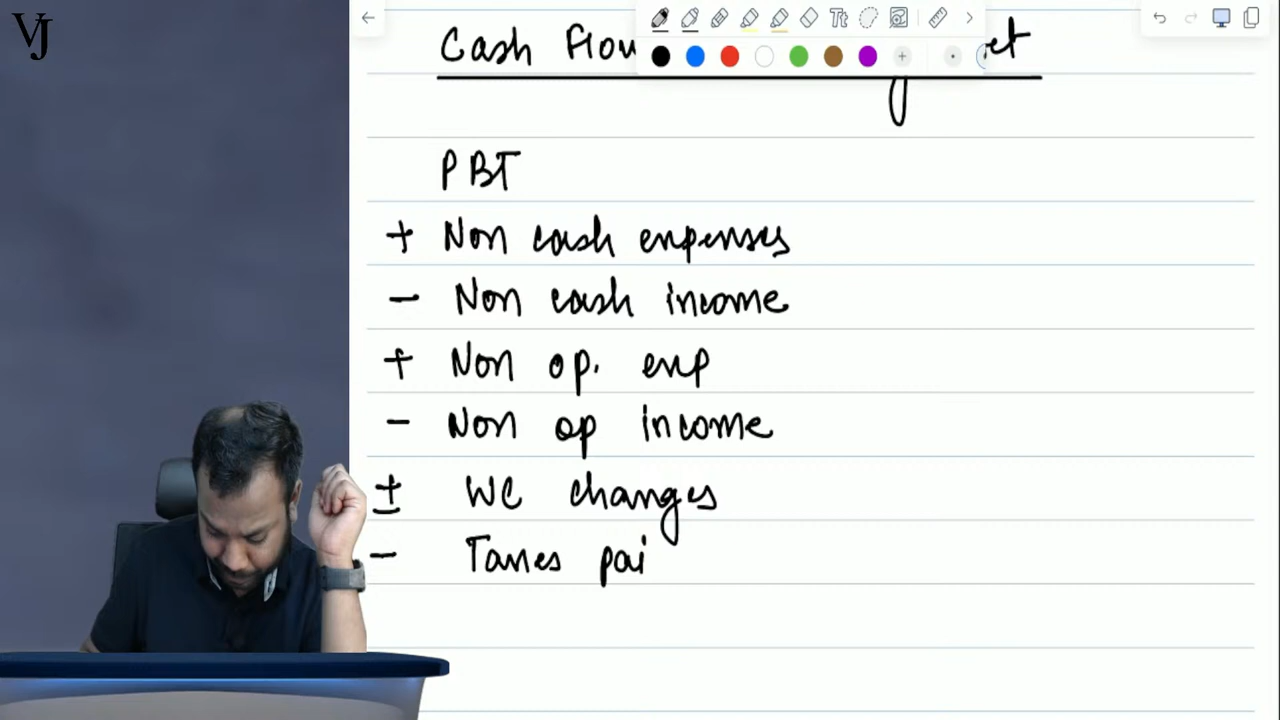 VJ
Cash Flow
PBT
+ Non cash expenses
- Non cash income
+ Non op. exp
- Non op income
± WC changes
- Taxes pai